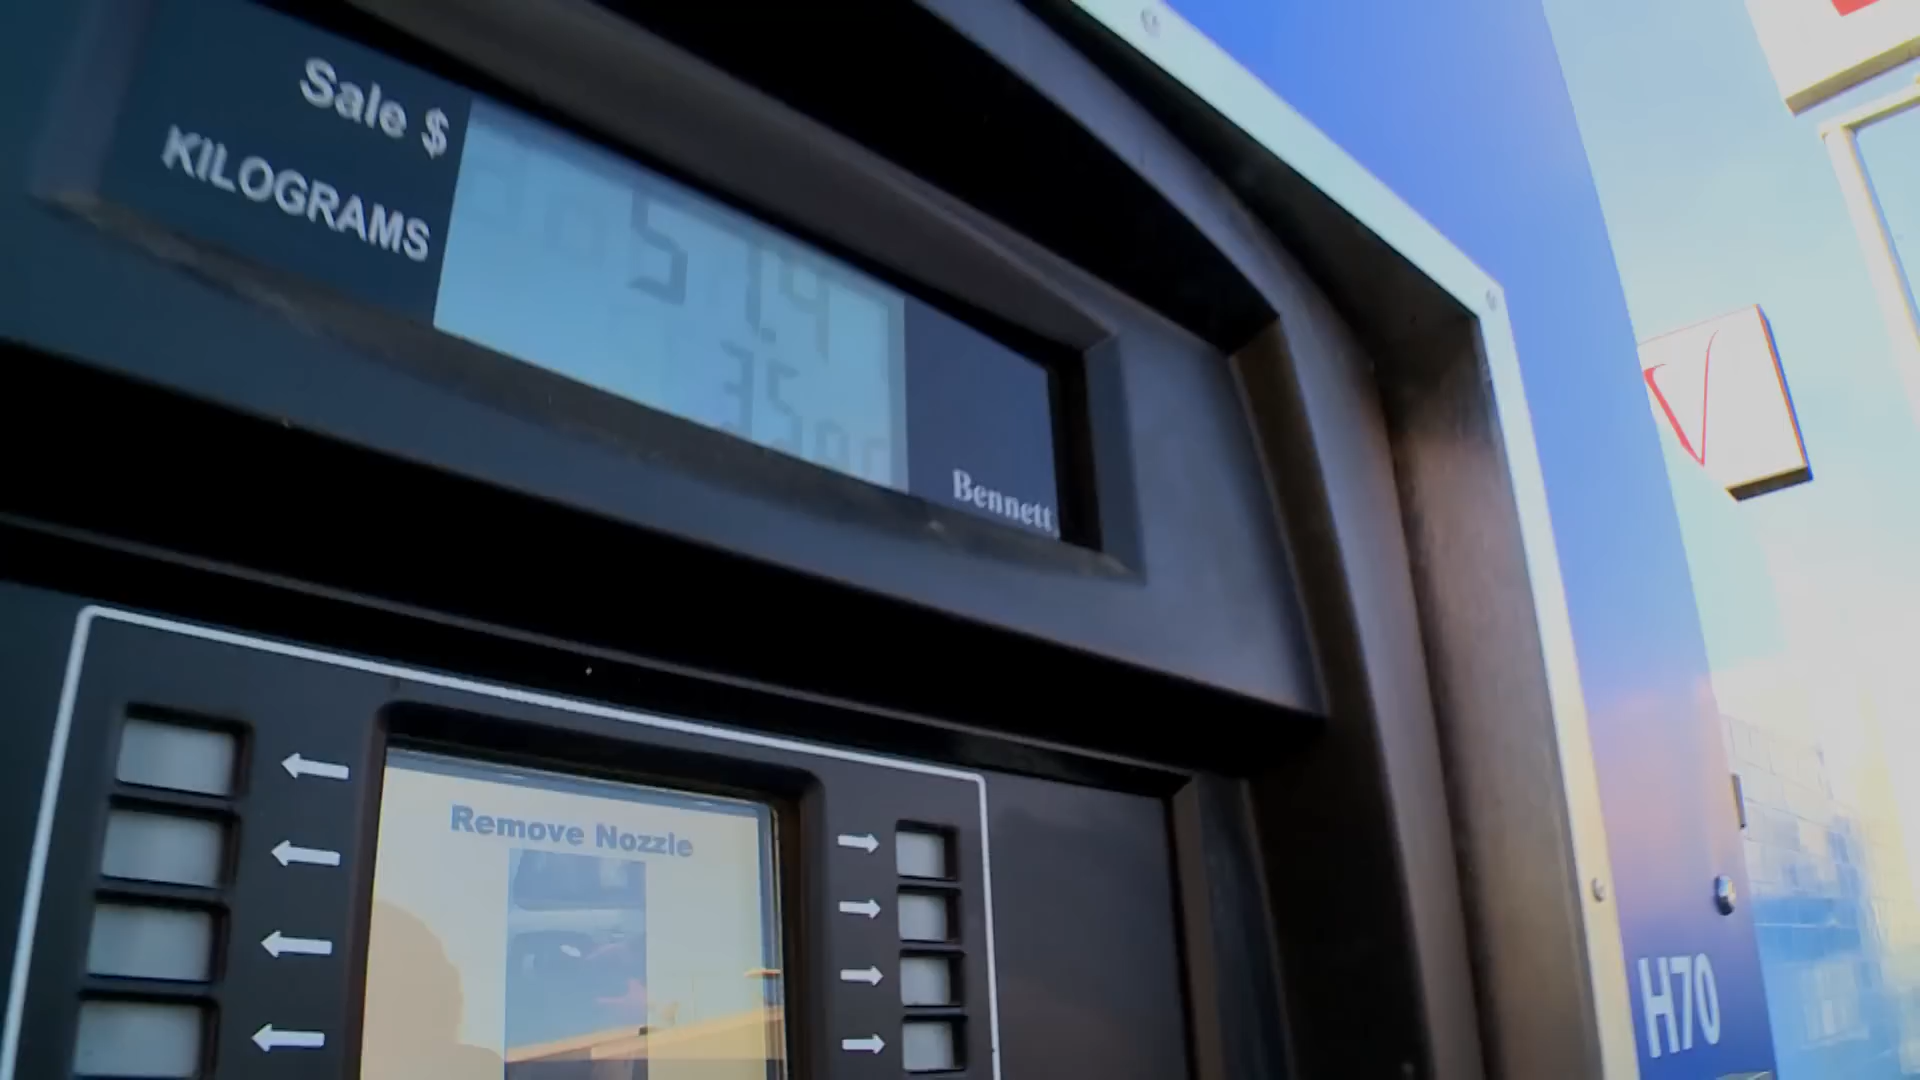 Sale $
KILOGRAMS
Bennett
Remove Nozzle
V
H70